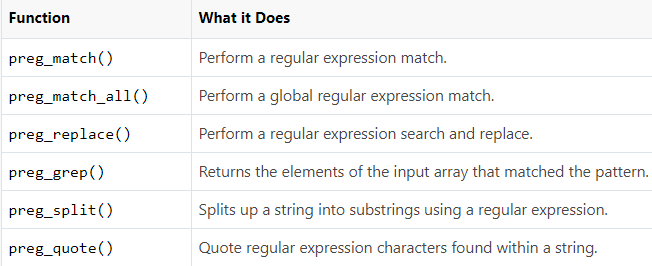 Function What it Does
preg_match() Perform a regular expression match.
preg_match_all() Perform a global regular expression match.
preg_replace() Perform a regular expression search and replace.
preg_grep() Returns the elements of the input array that matched the pattern.
preg_split() Splits up a string into substrings using a regular expression.
preg_quote() Quote regular expression characters found within a string.